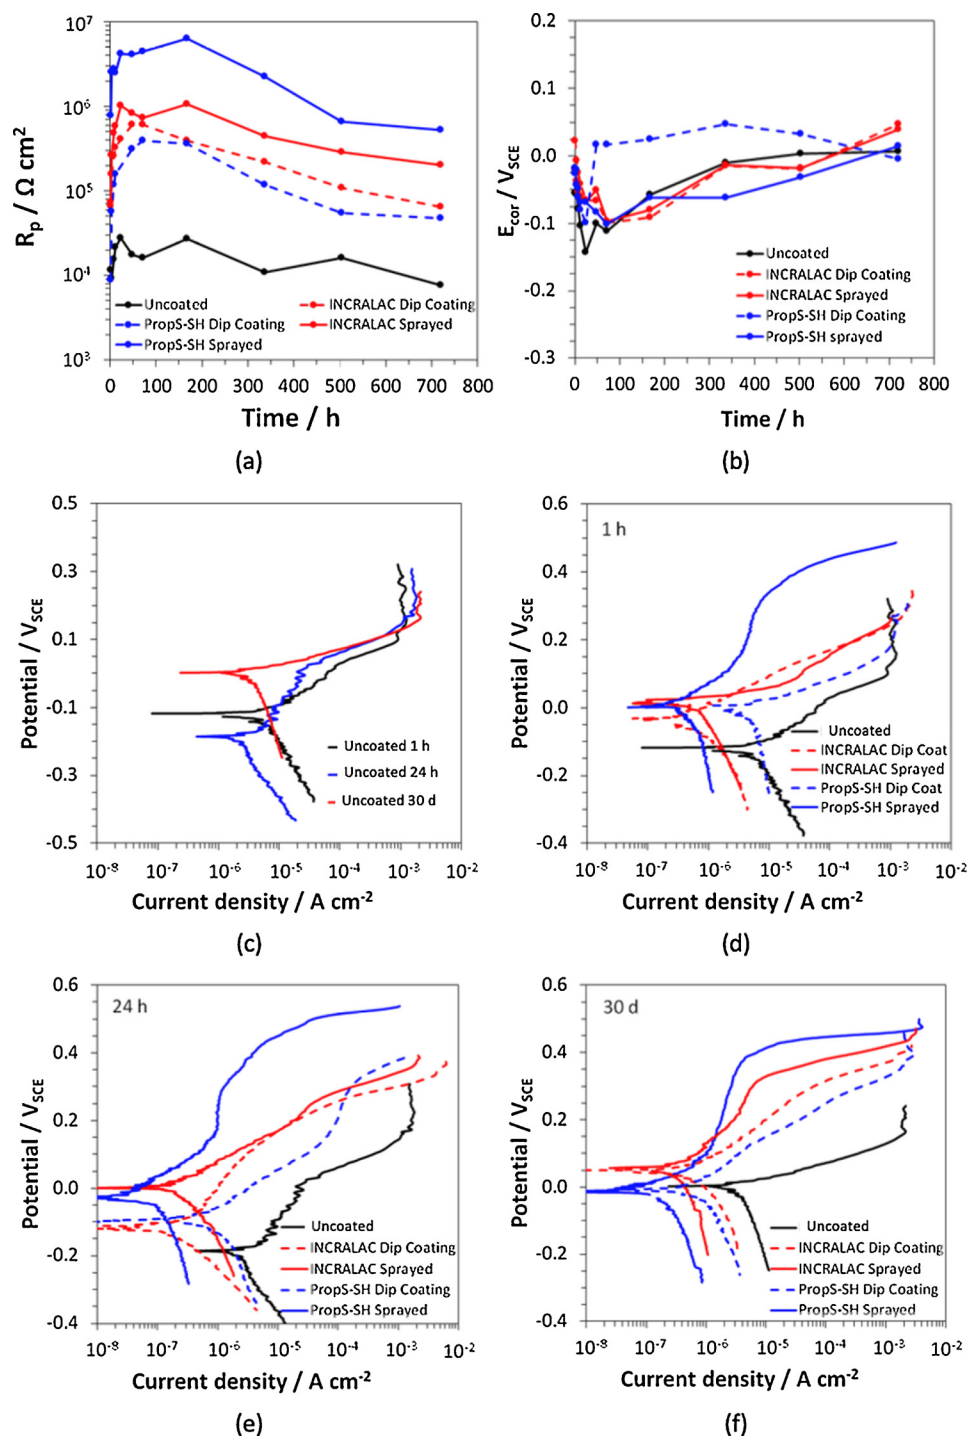 10⁷
10⁶
10⁵
10⁴
10³
Rₚ / Ω cm²
Uncoated
INCRALAC Dip Coating
PropS-SH Dip Coating
INCRALAC Sprayed
PropS-SH Sprayed
0 100 200 300 400 500 600 700 800
Time / h
(a)
0.2
0.1
0.0
-0.1
-0.2
-0.3
E_cor / V_SCE
Uncoated
INCRALAC Dip Coating
INCRALAC Sprayed
PropS-SH Dip Coating
PropS-SH sprayed
0 100 200 300 400 500 600 700 800
Time / h
(b)
0.5
0.3
0.1
-0.1
-0.3
-0.5
Potential / V_SCE
Uncoated 1 h
Uncoated 24 h
Uncoated 30 d
10⁻⁸ 10⁻⁷ 10⁻⁶ 10⁻⁵ 10⁻⁴ 10⁻³ 10⁻²
Current density / A cm⁻²
(c)
0.6
0.4
0.2
0.0
-0.2
-0.4
Potential / V_SCE
1 h
Uncoated
INCRALAC Dip Coat
INCRALAC Sprayed
PropS-SH Dip Coat
PropS-SH Sprayed
10⁻⁸ 10⁻⁷ 10⁻⁶ 10⁻⁵ 10⁻⁴ 10⁻³ 10⁻²
Current density / A cm⁻²
(d)
0.6
0.4
0.2
0.0
-0.2
-0.4
Potential / V_SCE
24 h
Uncoated
INCRALAC Dip Coating
INCRALAC Sprayed
PropS-SH Dip Coating
PropS-SH Sprayed
10⁻⁸ 10⁻⁷ 10⁻⁶ 10⁻⁵ 10⁻⁴ 10⁻³ 10⁻²
Current density / A cm⁻²
(e)
0.6
0.4
0.2
0.0
-0.2
-0.4
Potential / V_SCE
30 d
Uncoated
INCRALAC Dip Coating
INCRALAC Sprayed
PropS-SH Dip Coating
PropS-SH Sprayed
10⁻⁸ 10⁻⁷ 10⁻⁶ 10⁻⁵ 10⁻⁴ 10⁻³ 10⁻²
Current density / A cm⁻²
(f)